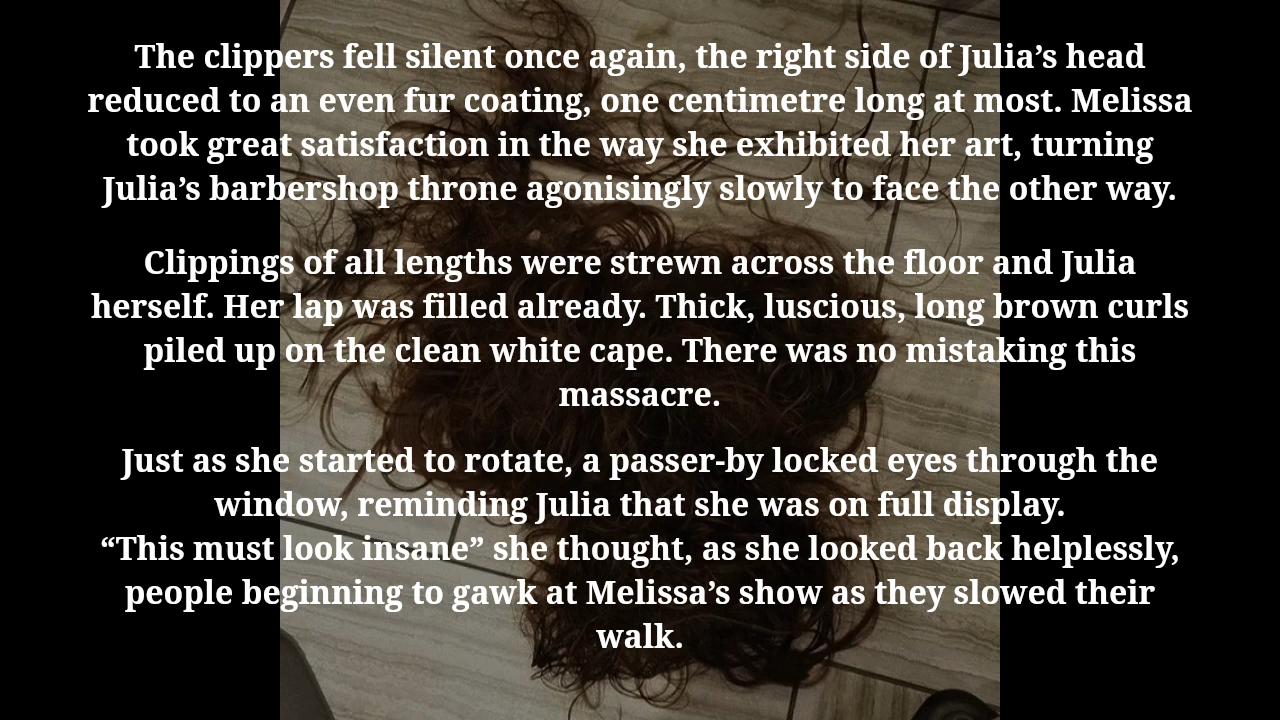 The clippers fell silent once again, the right side of Julia’s head
reduced to an even fur coating, one centimetre long at most. Melissa
took great satisfaction in the way she exhibited her art, turning
Julia’s barbershop throne agonisingly slowly to face the other way.
Clippings of all lengths were strewn across the floor and Julia
herself. Her lap was filled already. Thick, luscious, long brown curls
piled up on the clean white cape. There was no mistaking this
massacre.
Just as she started to rotate, a passer-by locked eyes through the
window, reminding Julia that she was on full display.
“This must look insane” she thought, as she looked back helplessly,
people beginning to gawk at Melissa’s show as they slowed their
walk.